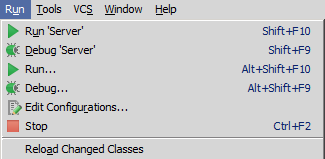 Run Tools VCS Window Help
Run 'Server' Shift+F10
Debug 'Server' Shift+F9
Run... Alt+Shift+F10
Debug... Alt+Shift+F9
Edit Configurations...
Stop Ctrl+F2
Reload Changed Classes